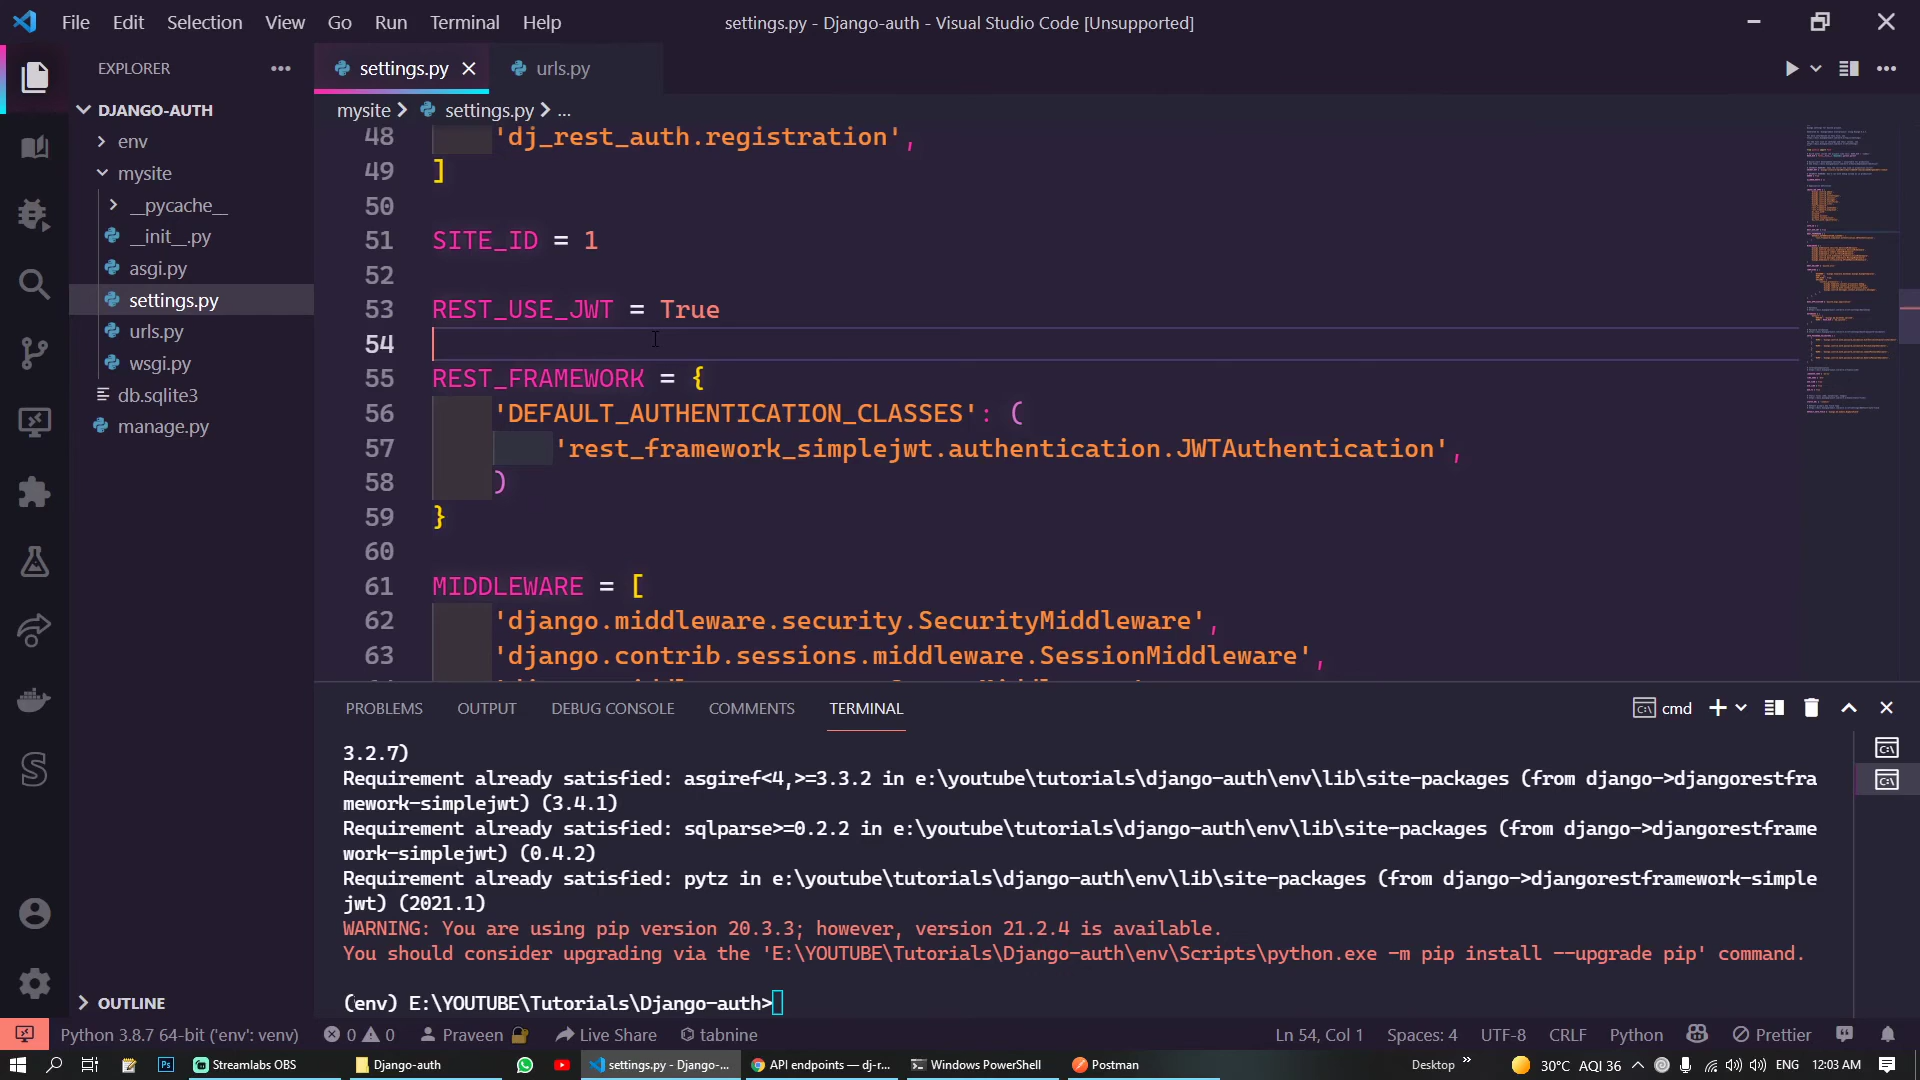 File Edit Selection View Go Run Terminal Help
settings.py - Django-auth - Visual Studio Code [Unsupported]
EXPLORER
settings.py
urls.py
DJANGO-AUTH
env
mysite
__pycache__
__init__.py
asgi.py
settings.py
urls.py
wsgi.py
db.sqlite3
manage.py
OUTLINE
mysite > settings.py > ...
48 'dj_rest_auth.registration',
49 ]
50
51 SITE_ID = 1
52
53 REST_USE_JWT = True
54
55 REST_FRAMEWORK = {
56 'DEFAULT_AUTHENTICATION_CLASSES': (
57 'rest_framework_simplejwt.authentication.JWTAuthentication',
58 )
59 }
60
61 MIDDLEWARE = [
62 'django.middleware.security.SecurityMiddleware',
63 'django.contrib.sessions.middleware.SessionMiddleware',
PROBLEMS OUTPUT DEBUG CONSOLE COMMENTS TERMINAL
cmd
3.2.7)
Requirement already satisfied: asgiref<4,>=3.3.2 in e:\youtube\tutorials\django-auth\env\lib\site-packages (from django->djangorestfra
mework-simplejwt) (3.4.1)
Requirement already satisfied: sqlparse>=0.2.2 in e:\youtube\tutorials\django-auth\env\lib\site-packages (from django->djangorestframe
work-simplejwt) (0.4.2)
Requirement already satisfied: pytz in e:\youtube\tutorials\django-auth\env\lib\site-packages (from django->djangorestframework-simple
jwt) (2021.1)
WARNING: You are using pip version 20.3.3; however, version 21.2.4 is available.
You should consider upgrading via the 'E:\YOUTUBE\Tutorials\Django-auth\env\Scripts\python.exe -m pip install --upgrade pip' command.
(env) E:\YOUTUBE\Tutorials\Django-auth>
Python 3.8.7 64-bit ('env': venv) 0 0 Praveen Live Share tabnine Ln 54, Col 1 Spaces: 4 UTF-8 CRLF Python Prettier
Streamlabs OBS Django-auth settings.py - Django-... API endpoints — dj-r... Windows PowerShell Postman Desktop 30°C AQI 36 ENG 12:03 AM